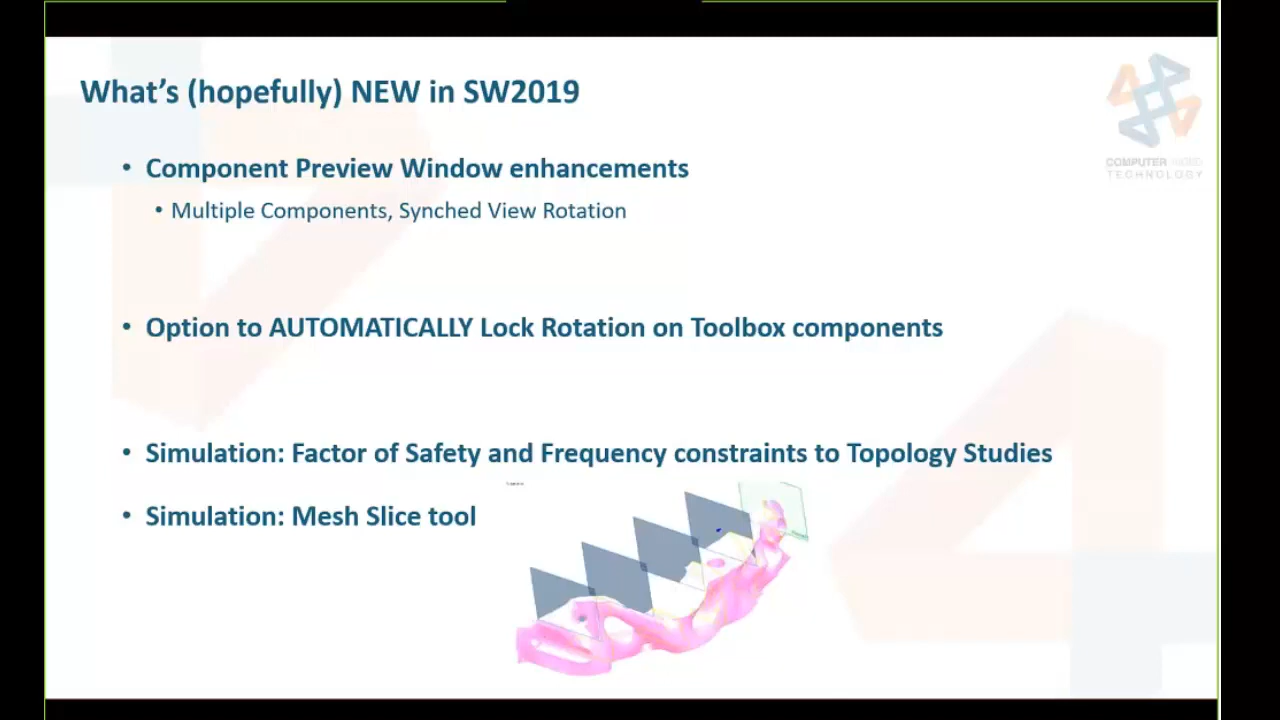 What's (hopefully) NEW in SW2019
COMPUTER AIDED
TECHNOLOGY
• Component Preview Window enhancements
• Multiple Components, Synched View Rotation
• Option to AUTOMATICALLY Lock Rotation on Toolbox components
• Simulation: Factor of Safety and Frequency constraints to Topology Studies
• Simulation: Mesh Slice tool